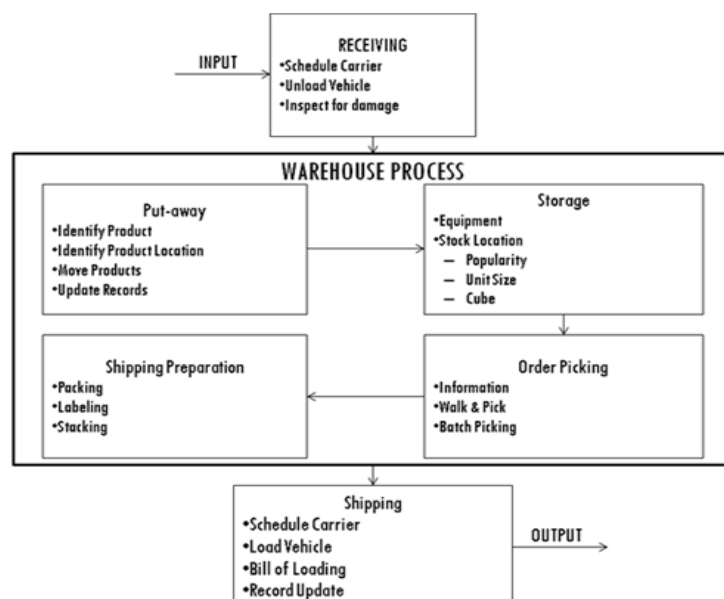 RECEIVING
INPUT
•Schedule Carrier
•Unload Vehicle
•Inspect for damage
WAREHOUSE PROCESS
Put-away
•Identify Product
•Identify Product Location
•Move Products
•Update Records
Storage
•Equipment
•Stock Location
– Popularity
– Unit Size
– Cube
Order Picking
•Information
•Walk & Pick
•Batch Picking
Shipping Preparation
•Packing
•Labeling
•Stacking
Shipping
•Schedule Carrier
•Load Vehicle
•Bill of Loading
•Record Update
OUTPUT